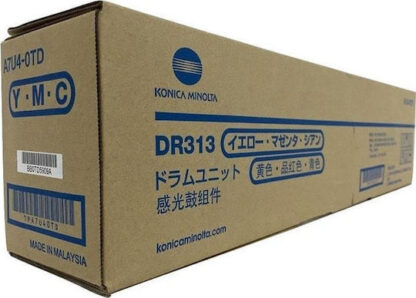 A7U4-0TD
Y・M・C
TPA7U40TD
MADE IN MALAYSIA
KONICA MINOLTA
DR313 イエロー・マゼンタ・シアン
ドラムユニット 黄色・品红色・青色
感光鼓组件
konicaminolta.com